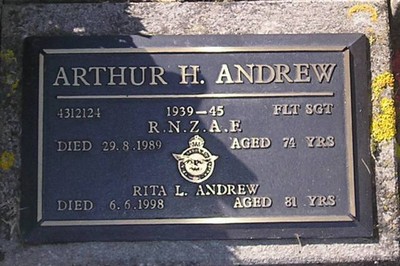 ARTHUR H. ANDREW
4312124 1939–45 FLT SGT
R.N.Z.A.F.
DIED 29.8.1989 AGED 74 YRS
RITA L. ANDREW
DIED 6.6.1998 AGED 81 YRS